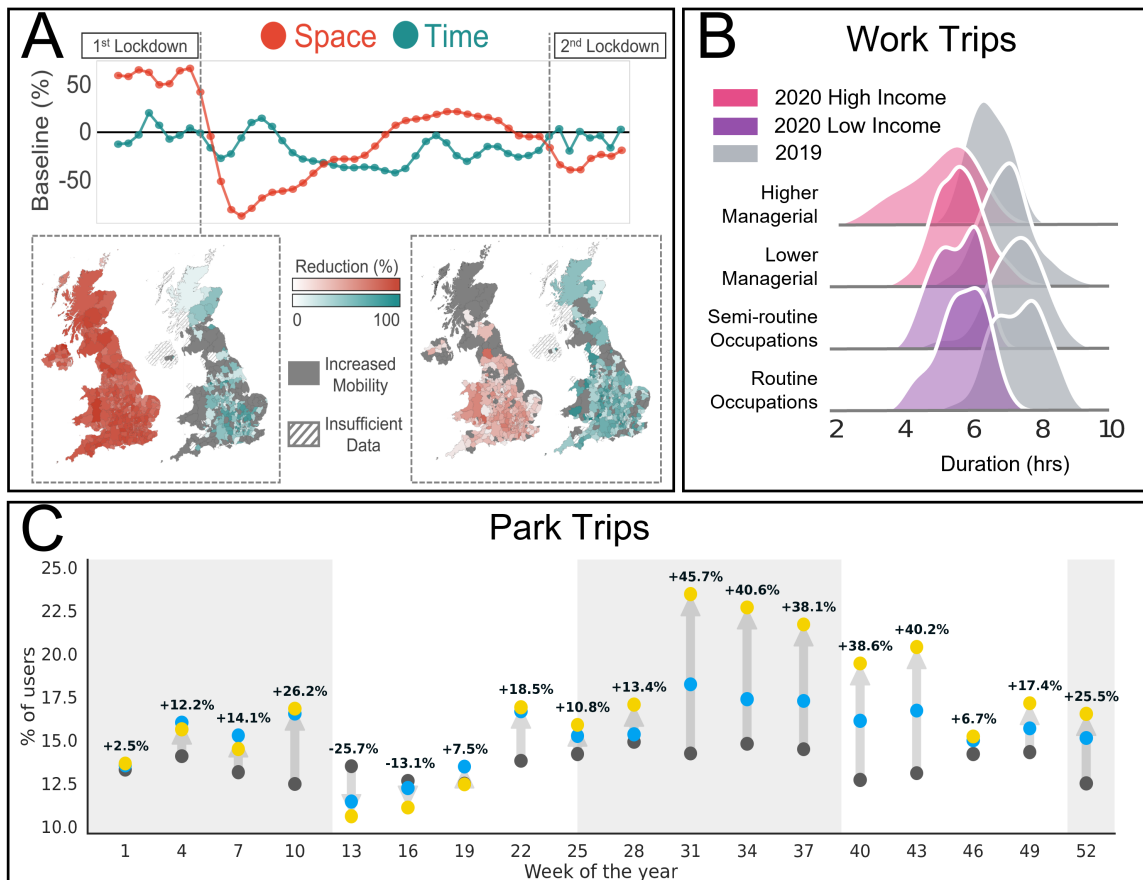 A
Space
Time
1st Lockdown
2nd Lockdown
Baseline (%)
50
0
-50
Reduction (%)
0
100
Increased
Mobility
Insufficient
Data
B
Work Trips
2020 High Income
2020 Low Income
2019
Higher
Managerial
Lower
Managerial
Semi-routine
Occupations
Routine
Occupations
2 4 6 8 10
Duration (hrs)
C
Park Trips
% of users
25.0
22.5
20.0
17.5
15.0
12.5
10.0
+2.5%
+12.2%
+14.1%
+26.2%
-25.7%
-13.1%
+7.5%
+18.5%
+10.8%
+13.4%
+45.7%
+40.6%
+38.1%
+38.6%
+40.2%
+6.7%
+17.4%
+25.5%
1 4 7 10 13 16 19 22 25 28 31 34 37 40 43 46 49 52
Week of the year